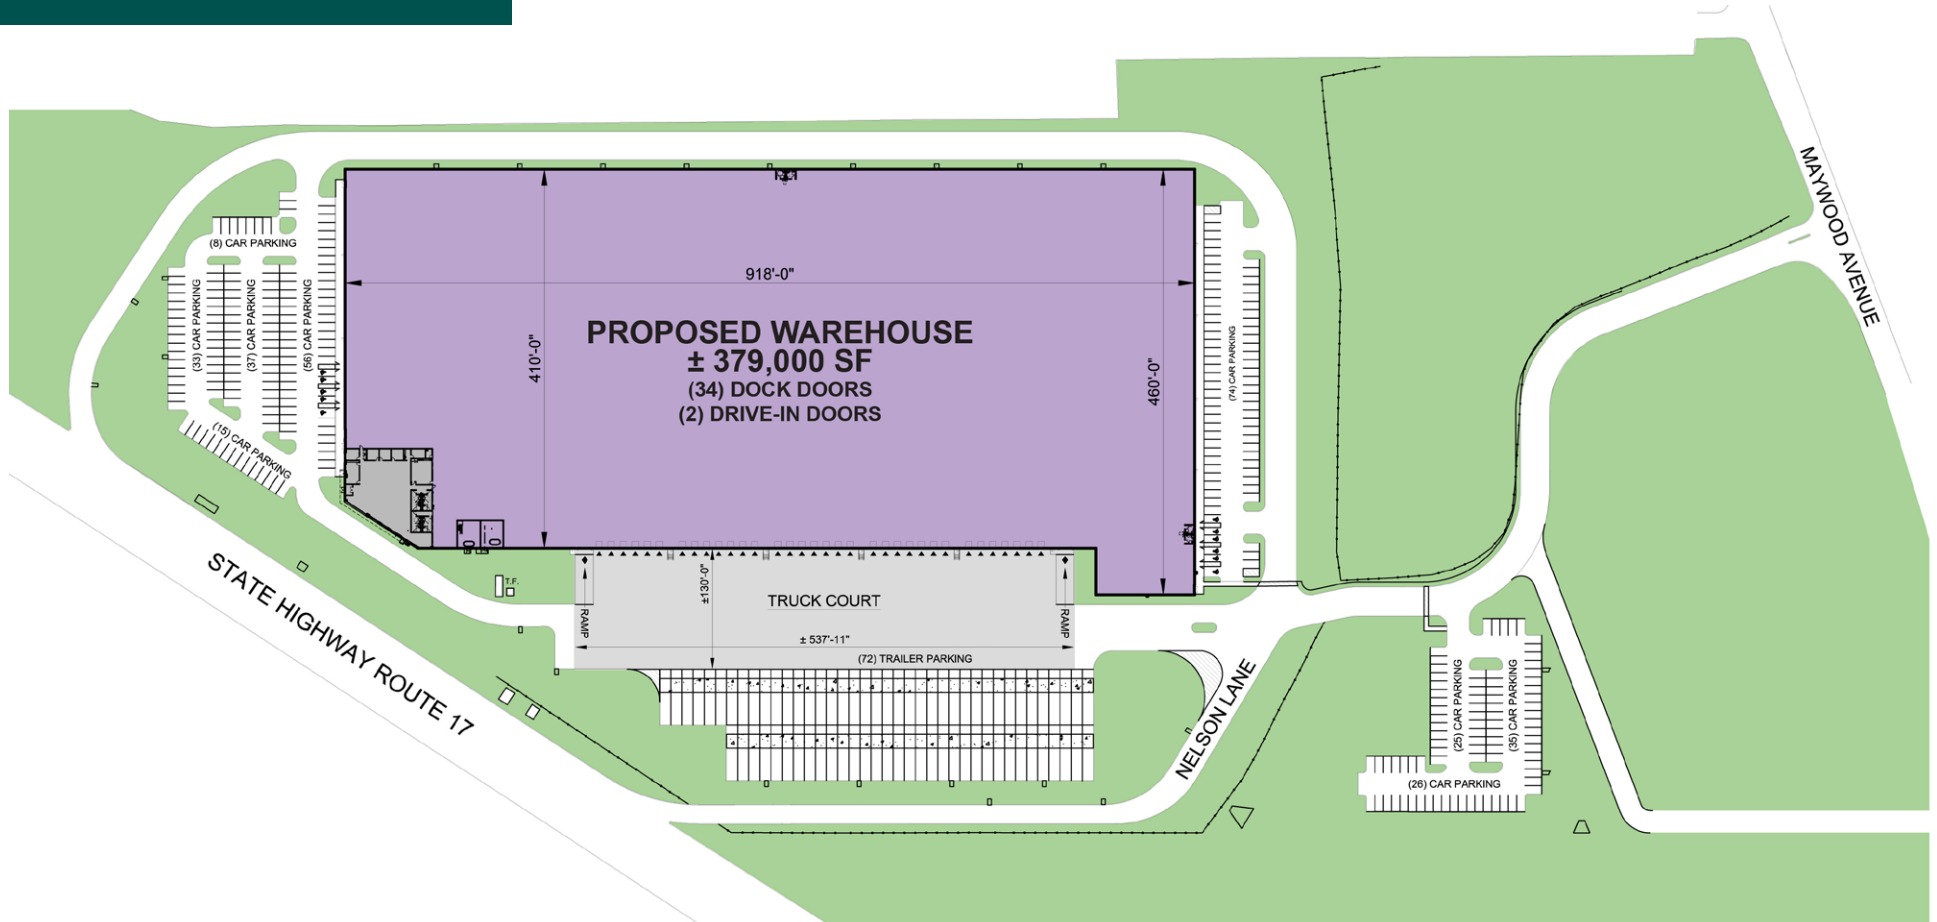 MAYWOOD AVENUE
(8) CAR PARKING
(33) CAR PARKING
(37) CAR PARKING
(56) CAR PARKING
(15) CAR PARKING
918'-0"
410'-0"
460'-0"
PROPOSED WAREHOUSE
± 379,000 SF
(34) DOCK DOORS
(2) DRIVE-IN DOORS
(74) CAR PARKING
STATE HIGHWAY ROUTE 17
T.F.
RAMP
±130'-0"
TRUCK COURT
± 537'-11"
(72) TRAILER PARKING
RAMP
NELSON LANE
(25) CAR PARKING
(35) CAR PARKING
(26) CAR PARKING